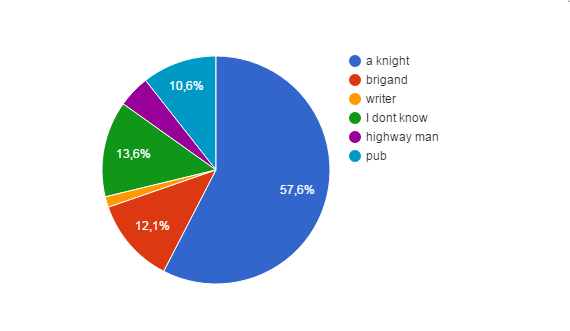 a knight
brigand
writer
I dont know
highway man
pub
10,6%
13,6%
12,1%
57,6%